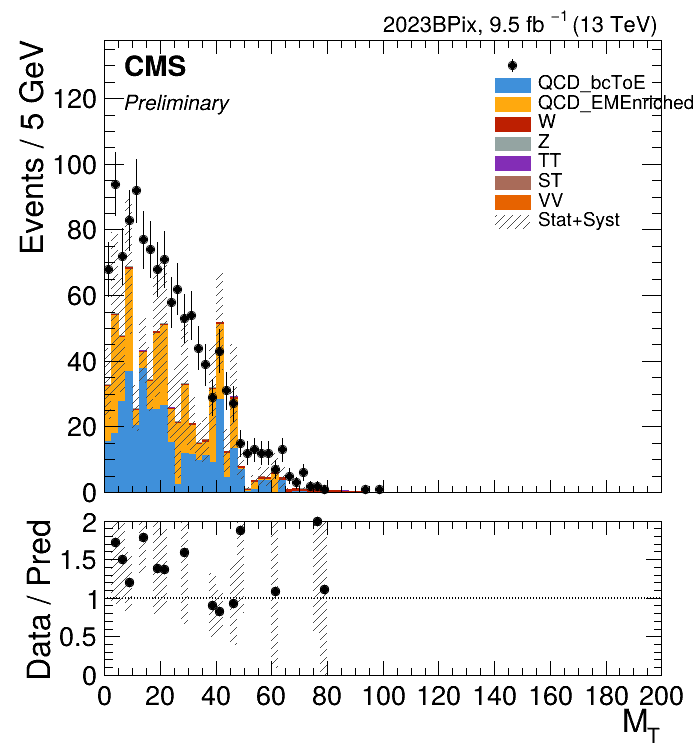 2023BPix, 9.5 fb⁻¹ (13 TeV)
CMS
Preliminary
QCD_bcToE
QCD_EMEnriched
W
Z
TT
ST
VV
Stat+Syst
Events / 5 GeV
120
100
80
60
40
20
0
Data / Pred
2
1.5
1
0.5
0
0 20 40 60 80 100 120 140 160 180 200
M_T